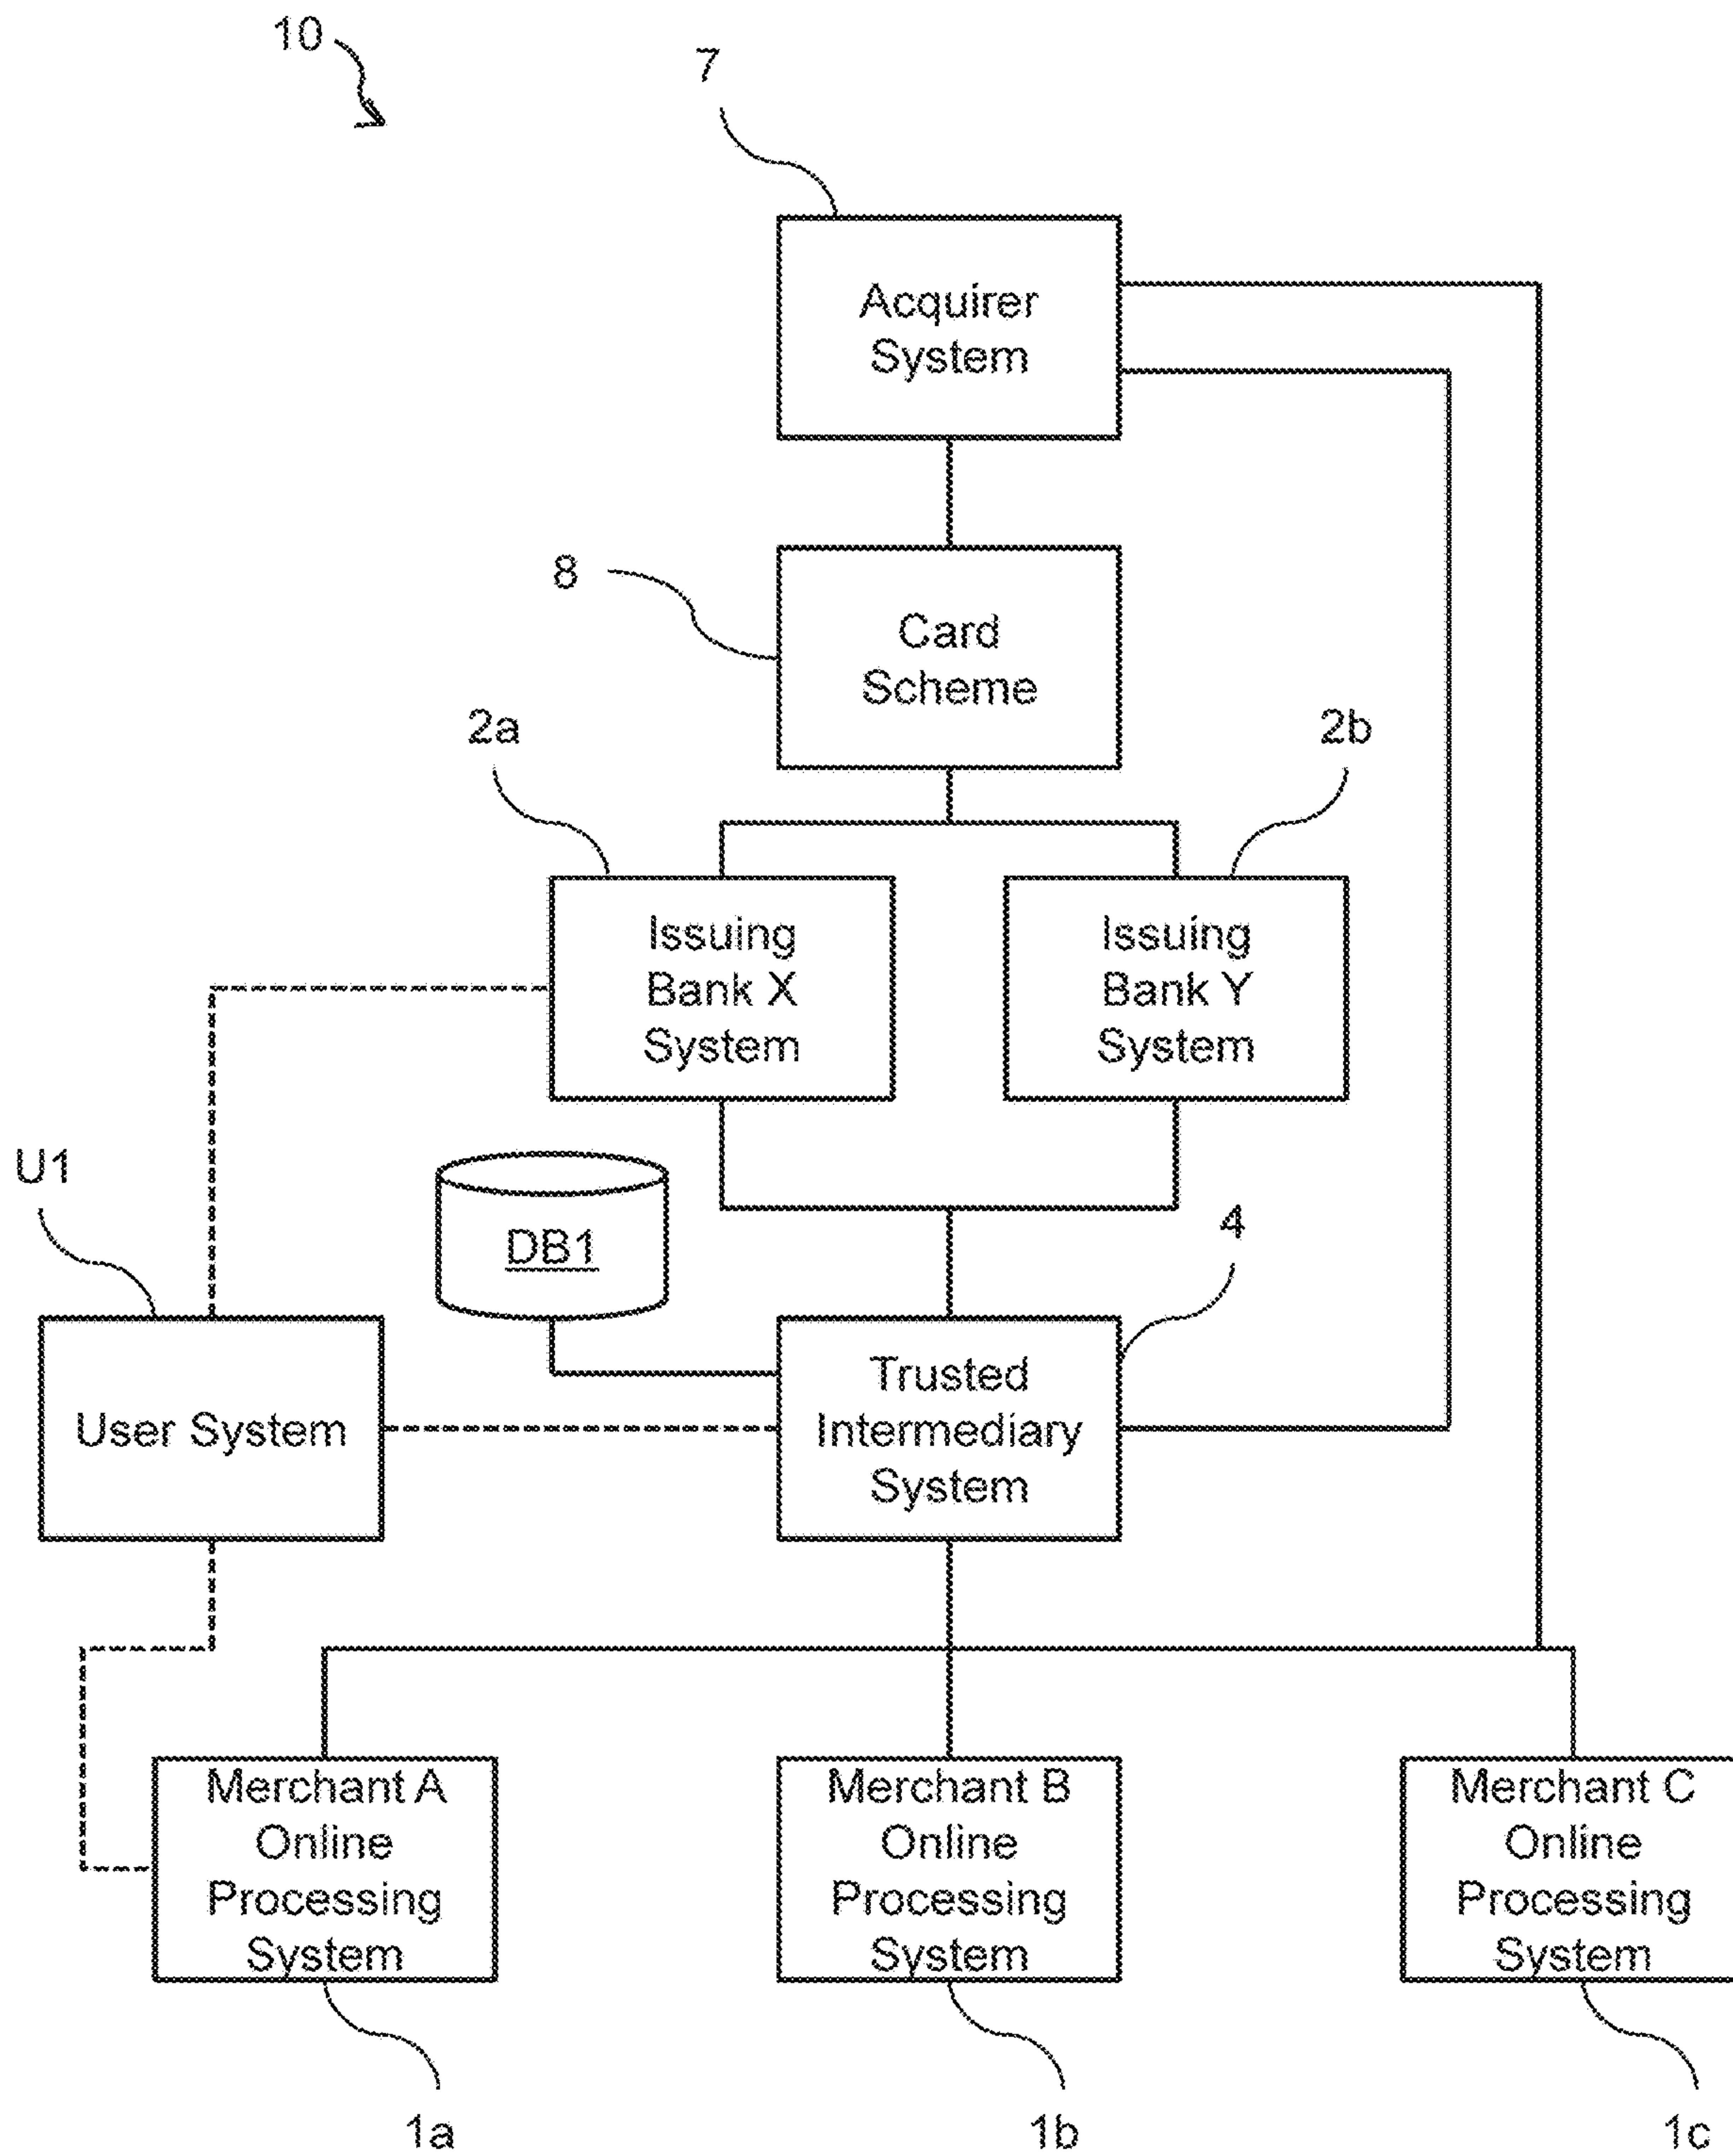 10
7
Acquirer
System
8
Card
Scheme
2a
2b
Issuing
Bank X
System
Issuing
Bank Y
System
U1
DB1
4
User System
Trusted
Intermediary
System
Merchant A
Online
Processing
System
Merchant B
Online
Processing
System
Merchant C
Online
Processing
System
1a
1b
1c